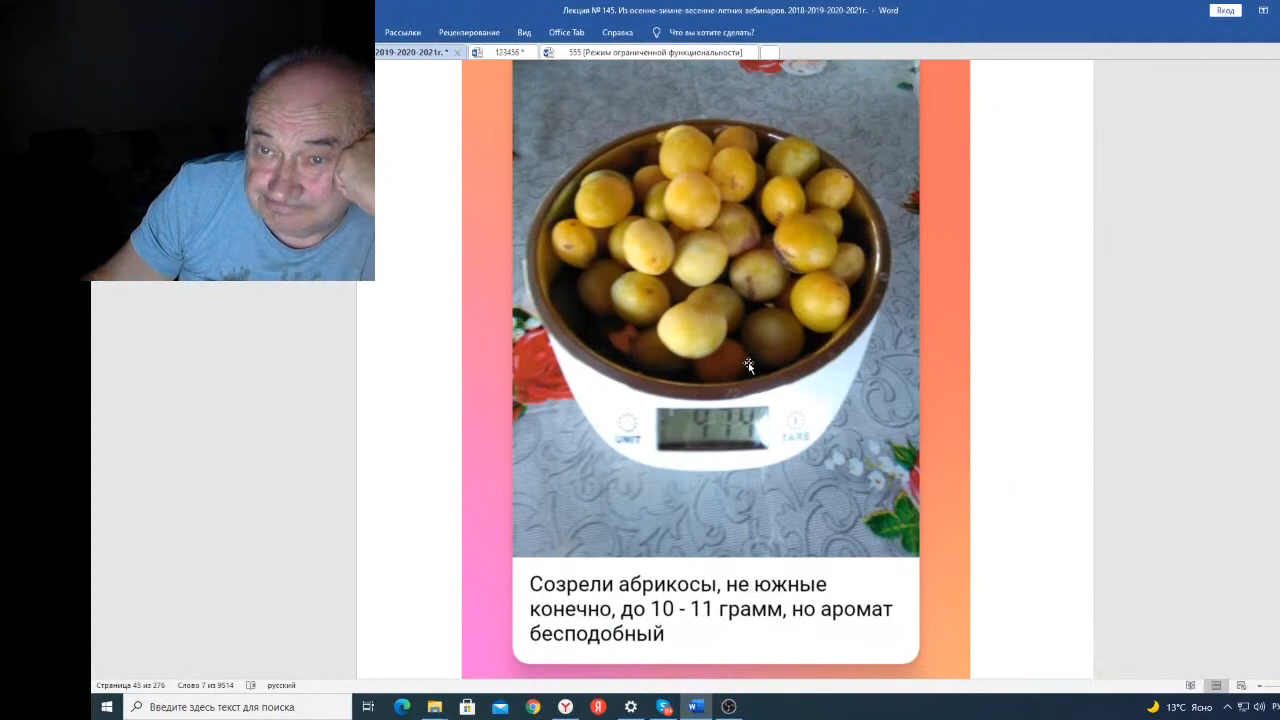 Лекция № 145. Из осенне-зимне-весенне-летних вебинаров. 2018-2019-2020-2021г. - Word
Вход
Рассылки Рецензирование Вид Office Tab Справка Что вы хотите сделать?
2019-2020-2021г. * 123456 * 555 [Режим ограниченной функциональности]
UNIT TARE
Созрели абрикосы, не южные
конечно, до 10 - 11 грамм, но аромат
бесподобный
Страница 45 из 276 Слово 7 из 9514 русский
Введите здесь текст для поиска
13°C Ясно